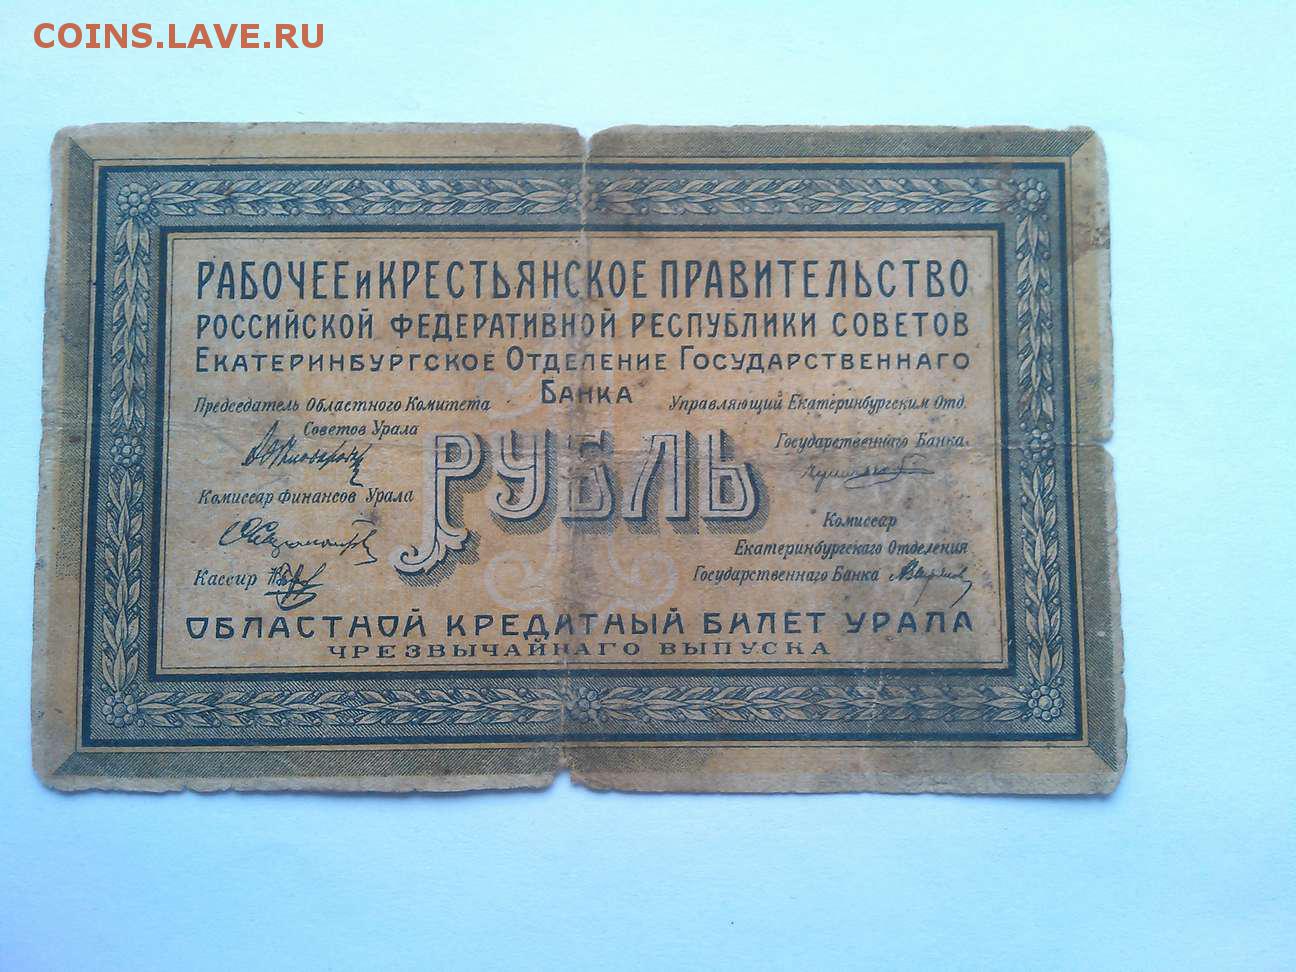 COINS.LAVE.RU
РАБОЧЕЕ и КРЕСТЬЯНСКОЕ ПРАВИТЕЛЬСТВО
РОССИЙСКОЙ ФЕДЕРАТИВНОЙ РЕСПУБЛИКИ СОВЕТОВ
ЕКАТЕРИНБУРГСКОЕ ОТДЕЛЕНИЕ ГОСУДАРСТВЕННАГО
БАНКА
Председатель Областного Комитета
Советов Урала
Управляющий Екатеринбургским Отд.
Государственнаго Банка.
РУБЛЬ
Комиссар Финансов Урала
Комиссар
Екатеринбургскаго Отделения
Государственнаго Банка
Кассир
ОБЛАСТНОЙ КРЕДИТНЫЙ БИЛЕТ УРАЛА
ЧРЕЗВЫЧАЙНАГО ВЫПУСКА